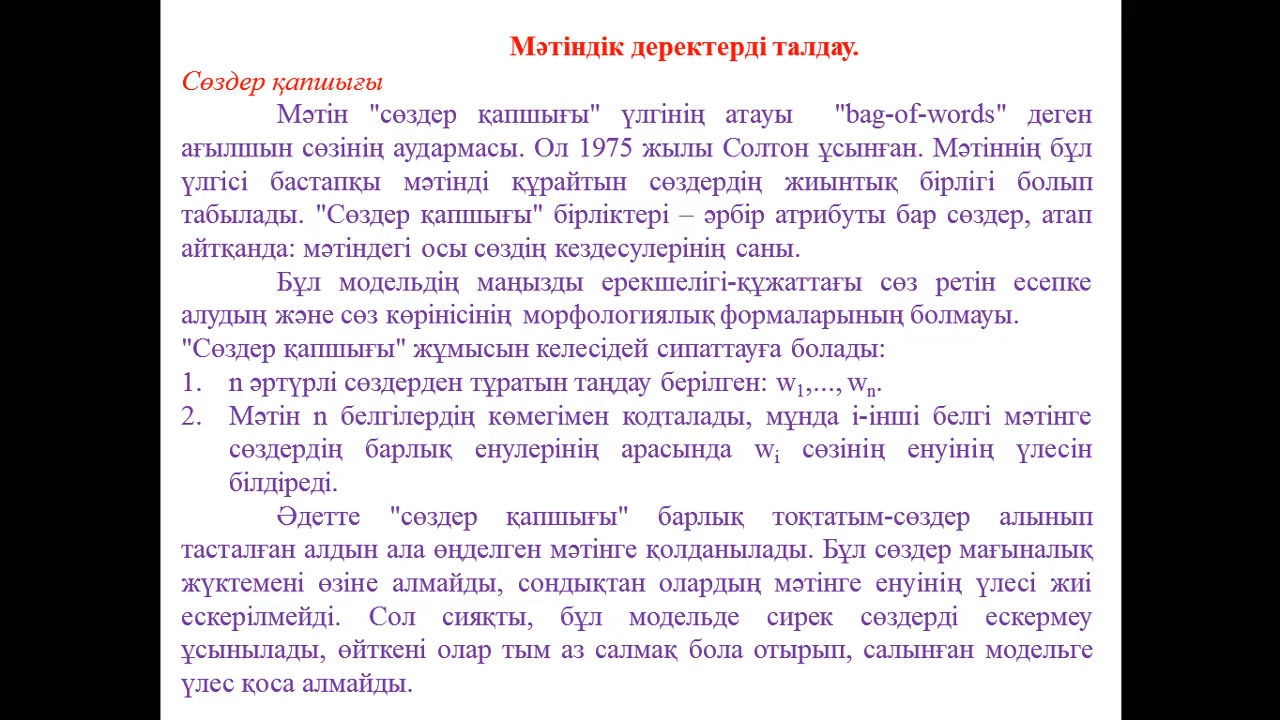 Мәтіндік деректерді талдау.
Сөздер қапшығы
Мәтін "сөздер қапшығы" үлгінің атауы "bag-of-words" деген
ағылшын сөзінің аудармасы. Ол 1975 жылы Солтон ұсынған. Мәтіннің бұл
үлгісі бастапқы мәтінді құрайтын сөздердің жиынтық бірлігі болып
табылады. "Сөздер қапшығы" бірліктері – әрбір атрибуты бар сөздер, атап
айтқанда: мәтіндегі осы сөздің кездесулерінің саны.
Бұл модельдің маңызды ерекшелігі-құжаттағы сөз ретін есепке
алудың және сөз көрінісінің морфологиялық формаларының болмауы.
"Сөздер қапшығы" жұмысын келесідей сипаттауға болады:
1. n әртүрлі сөздерден тұратын таңдау берілген: w₁,..., wₙ.
2. Мәтін n белгілердің көмегімен кодталады, мұнда i-інші белгі мәтінге
сөздердің барлық енулерінің арасында wᵢ сөзінің енуінің үлесін
білдіреді.
Әдетте "сөздер қапшығы" барлық тоқтатым-сөздер алынып
тасталған алдын ала өңделген мәтінге қолданылады. Бұл сөздер мағыналық
жүктемені өзіне алмайды, сондықтан олардың мәтінге енуінің үлесі жиі
ескерілмейді. Сол сияқты, бұл модельде сирек сөздерді ескермеу
ұсынылады, өйткені олар тым аз салмақ бола отырып, салынған модельге
үлес қоса алмайды.